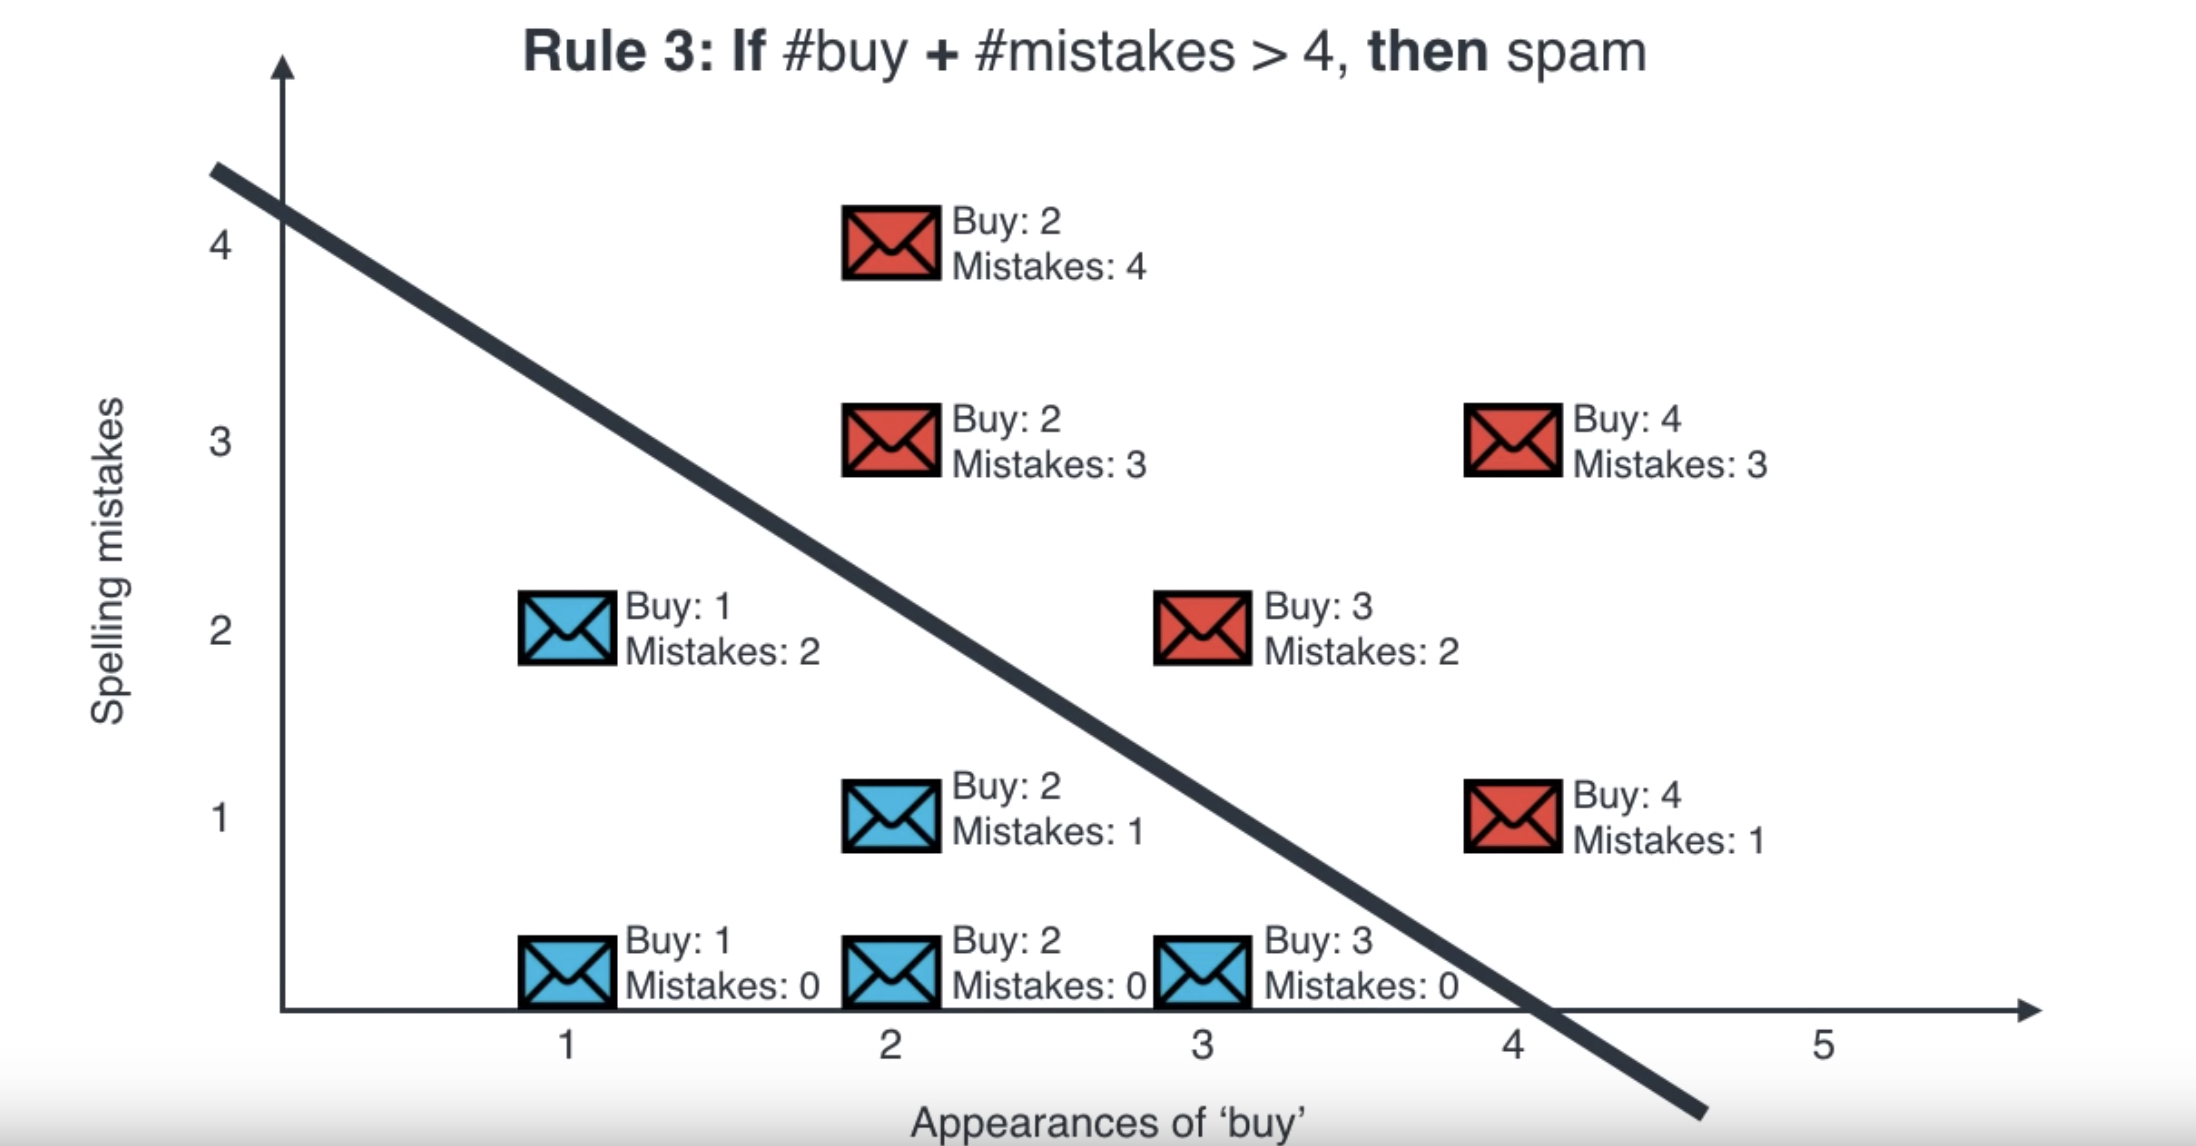 Rule 3: If #buy + #mistakes > 4, then spam
Spelling mistakes
4
Buy: 2
Mistakes: 4
3
Buy: 2
Mistakes: 3
Buy: 4
Mistakes: 3
2
Buy: 1
Mistakes: 2
Buy: 3
Mistakes: 2
1
Buy: 2
Mistakes: 1
Buy: 4
Mistakes: 1
Buy: 1
Mistakes: 0
Buy: 2
Mistakes: 0
Buy: 3
Mistakes: 0
1 2 3 4 5
Appearances of ‘buy’